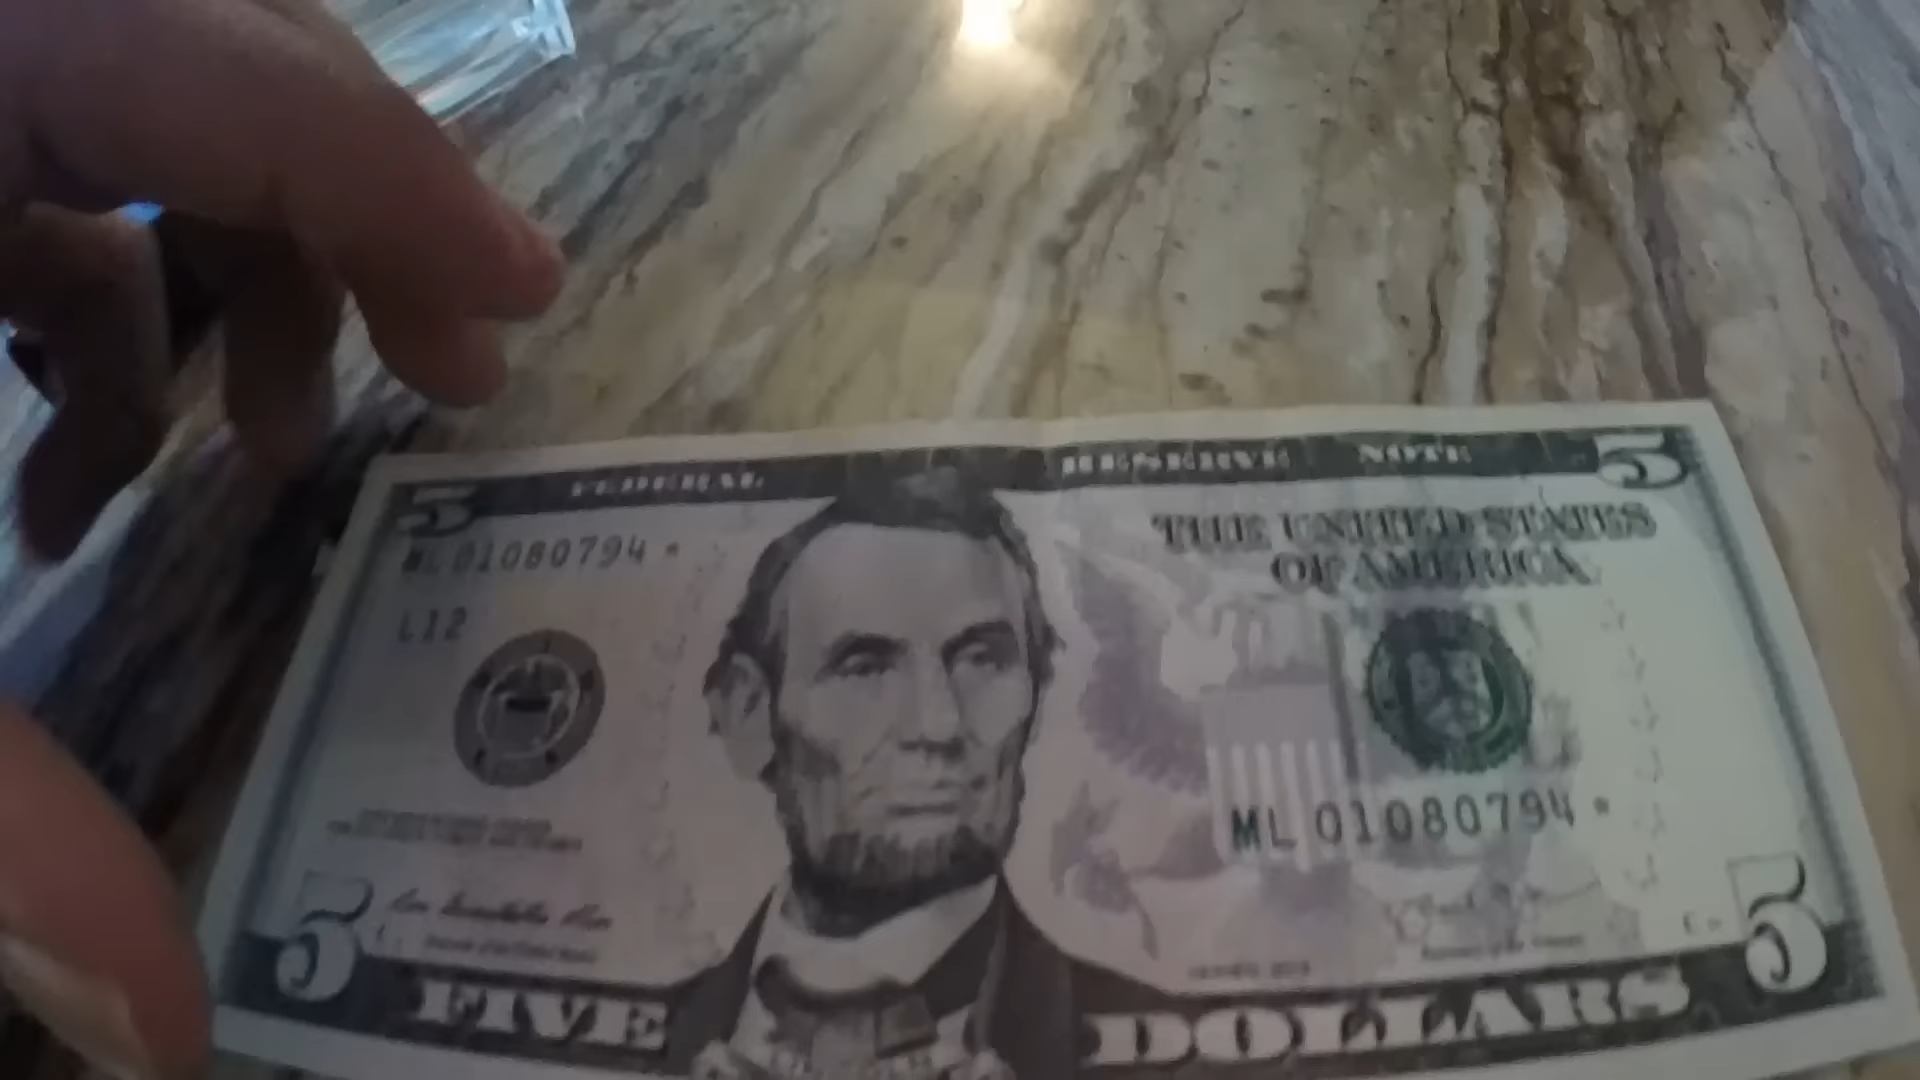 FEDERAL RESERVE NOTE
5 5
THE UNITED STATES
OF AMERICA
ML 01080794 *
L12
ML 01080794 *
5 5
FIVE DOLLARS